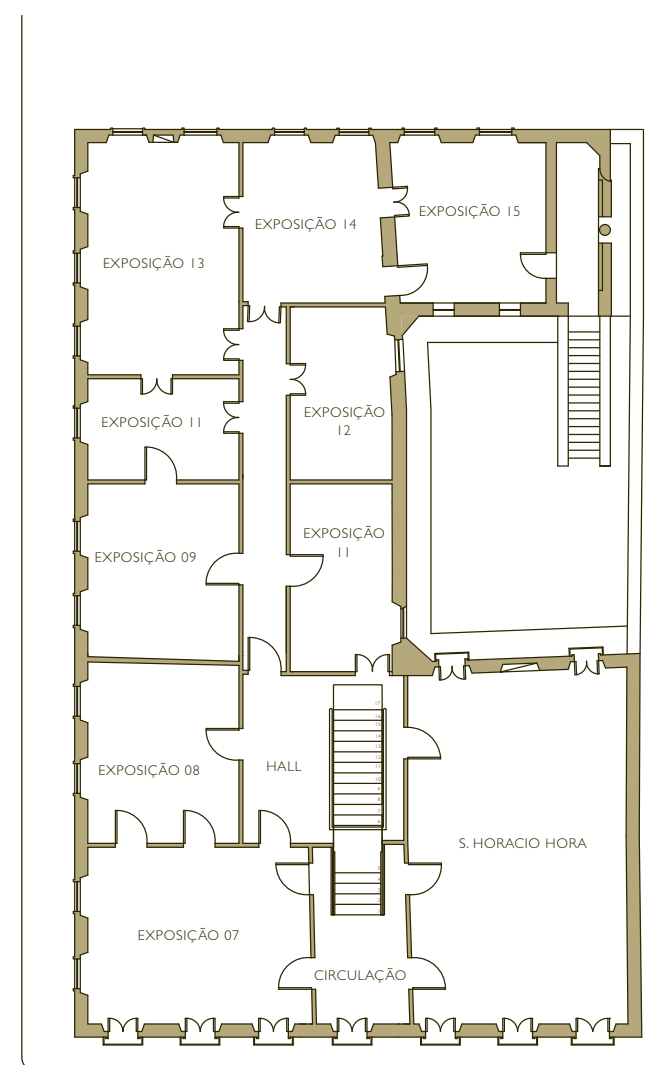 EXPOSIÇÃO 15
EXPOSIÇÃO 14
EXPOSIÇÃO 13
EXPOSIÇÃO
12
EXPOSIÇÃO 11
EXPOSIÇÃO
11
EXPOSIÇÃO 09
HALL
EXPOSIÇÃO 08
S. HORACIO HORA
EXPOSIÇÃO 07
CIRCULAÇÃO